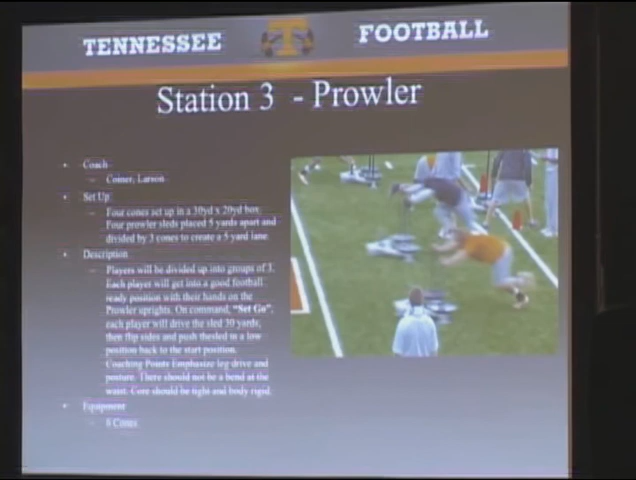 TENNESSEE T FOOTBALL
Station 3 - Prowler
• Coach
– Coiner, Larson
• Set Up
– Four cones set up in a 30yd x 20yd box.
Four prowler sleds placed 5 yards apart and
divided by 3 cones to create a 5 yard lane.
• Description
– Players will be divided up into groups of 3.
Each player will get into a good football
ready position with their hands on the
Prowler uprights. On command, "Set Go",
each player will drive the sled 30 yards,
then flip sides and push thesled in a low
position back to the start position.
Coaching Points Emphasize leg drive and
posture. There should not be a bend at the
waist. Core should be tight and body rigid.
• Equipment
– 8 Cones